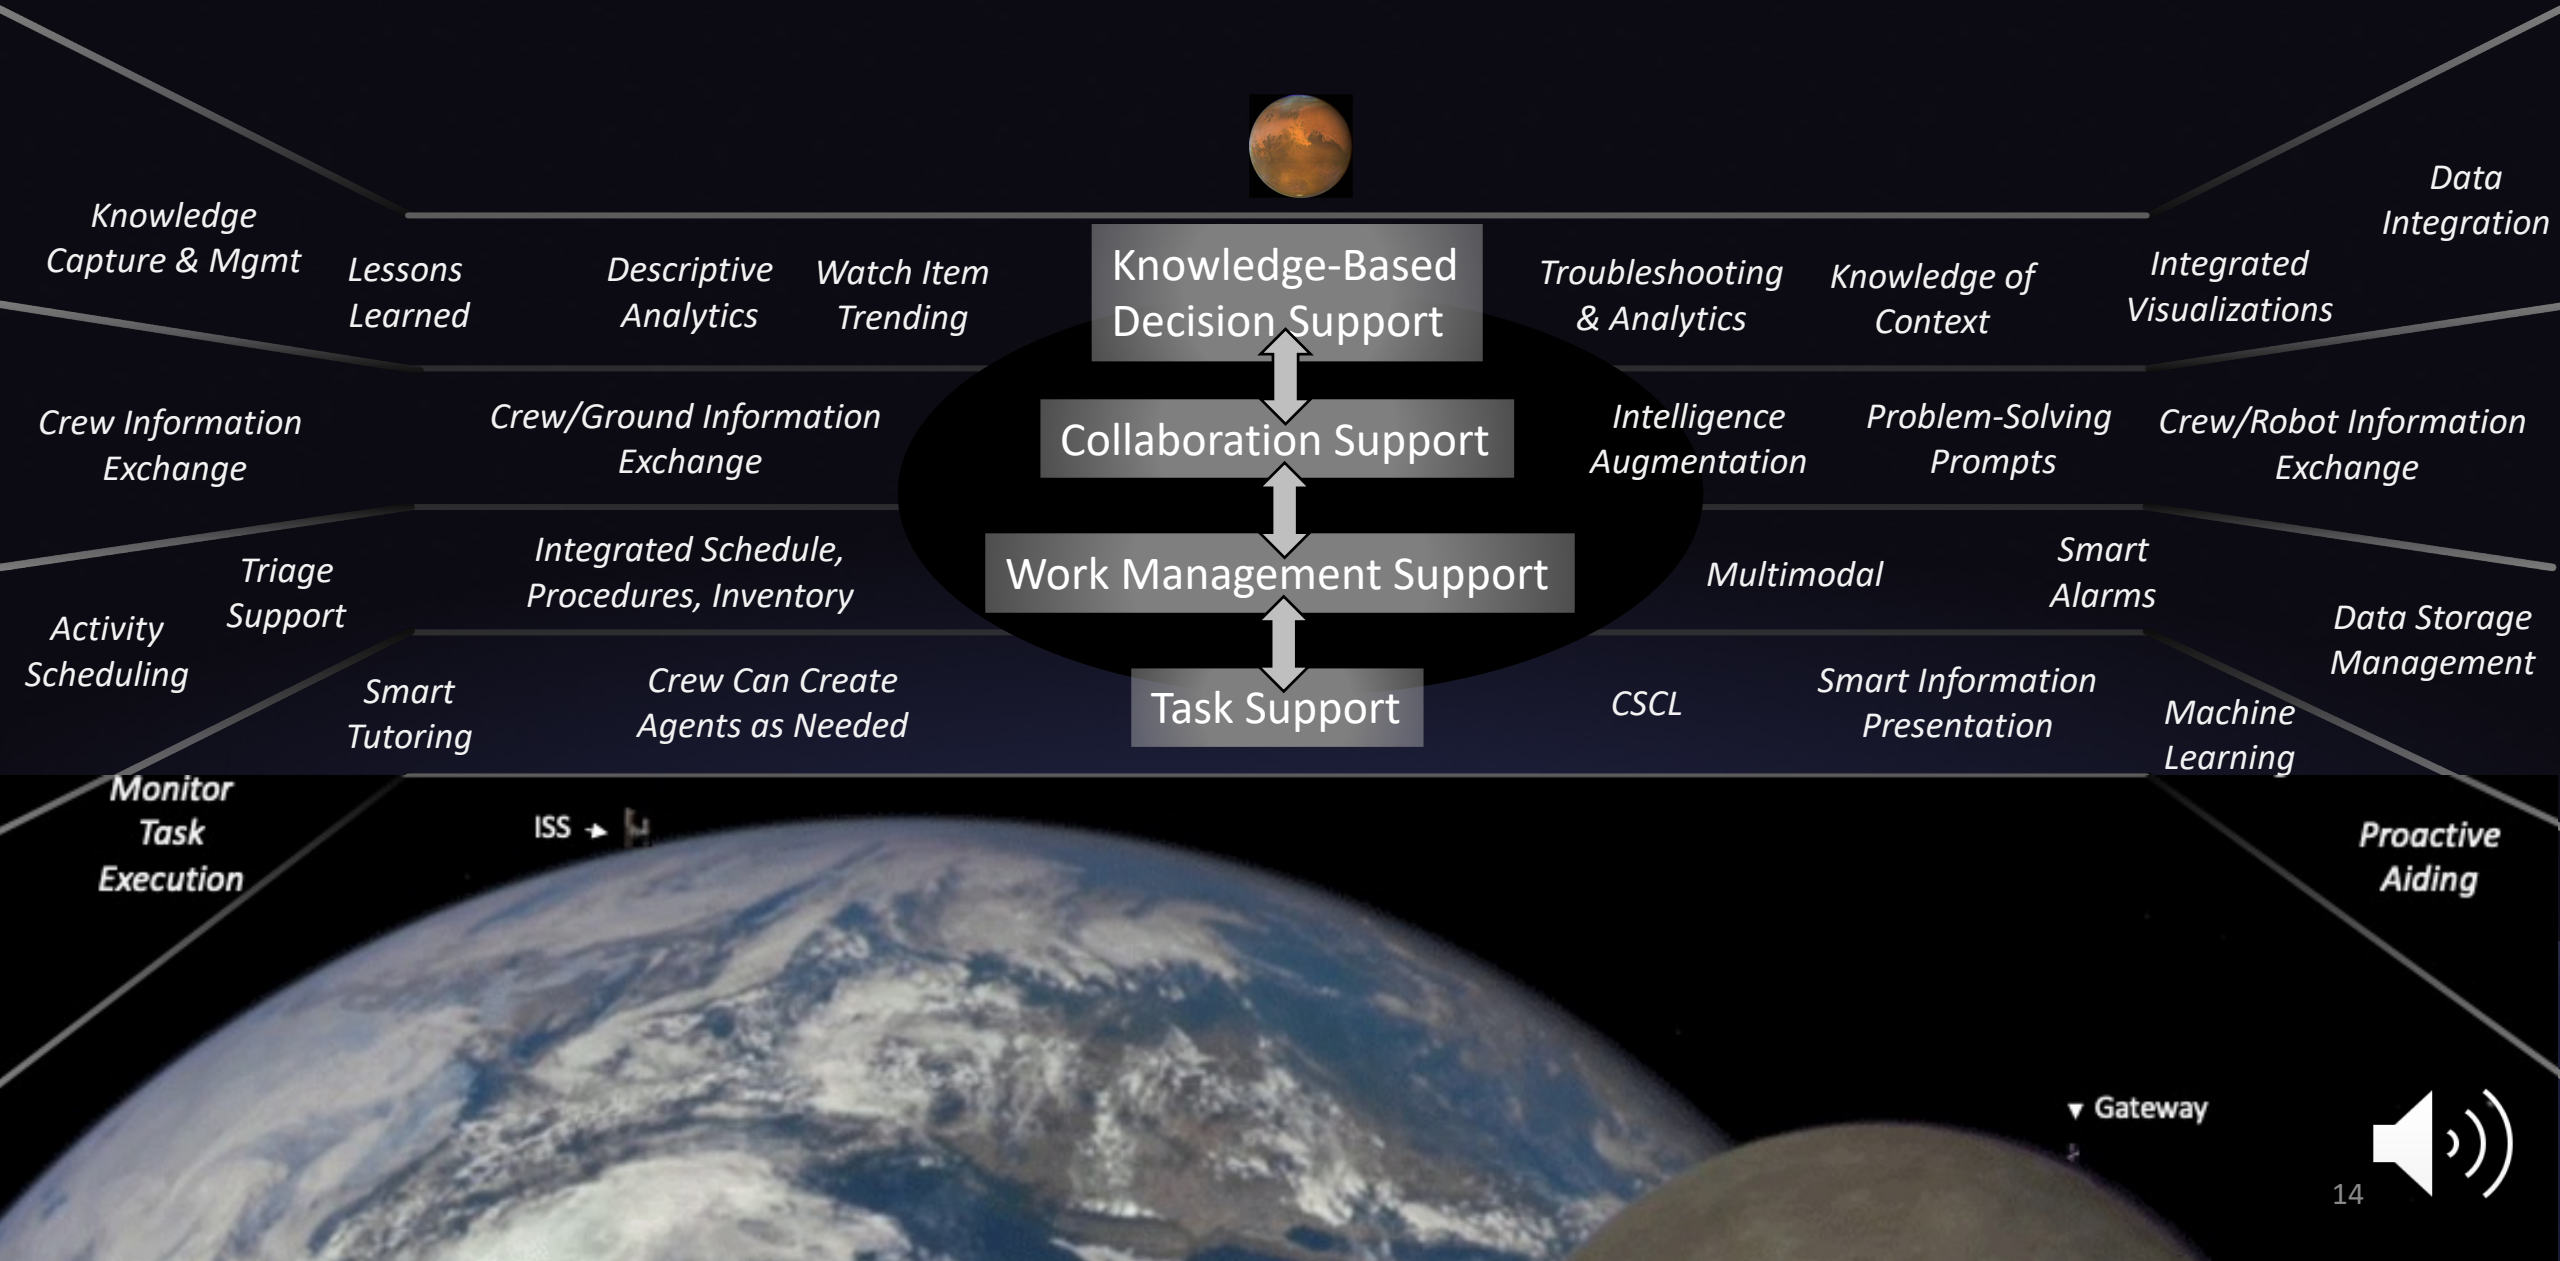 Knowledge
Capture & Mgmt
Lessons
Learned
Descriptive
Analytics
Watch Item
Trending
Knowledge-Based
Decision Support
Troubleshooting
& Analytics
Knowledge of
Context
Integrated
Visualizations
Data
Integration
Crew Information
Exchange
Crew/Ground Information
Exchange
Collaboration Support
Intelligence
Augmentation
Problem-Solving
Prompts
Crew/Robot Information
Exchange
Activity
Scheduling
Triage
Support
Integrated Schedule,
Procedures, Inventory
Work Management Support
Multimodal
Smart
Alarms
Data Storage
Management
Monitor
Task
Execution
Smart
Tutoring
Crew Can Create
Agents as Needed
Task Support
CSCL
Smart Information
Presentation
Machine
Learning
Proactive
Aiding
ISS
Gateway
14